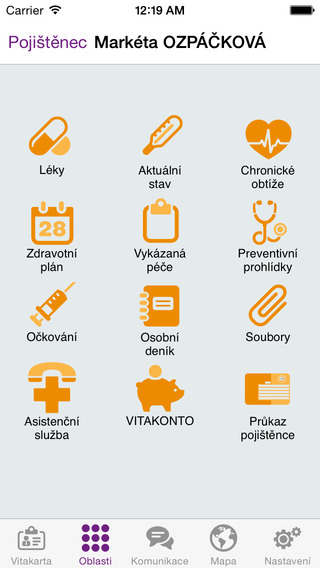 Carrier 12:19 AM
Pojištěnec Markéta OZPÁČKOVÁ
Léky
Aktuální
stav
Chronické
obtíže
28
Zdravotní
plán
Vykázaná
péče
Preventivní
prohlídky
Očkování
Osobní
deník
Soubory
Asistenční
služba
VITAKONTO
Průkaz
pojištěnce
Vitakarta Oblasti Komunikace Mapa Nastavení